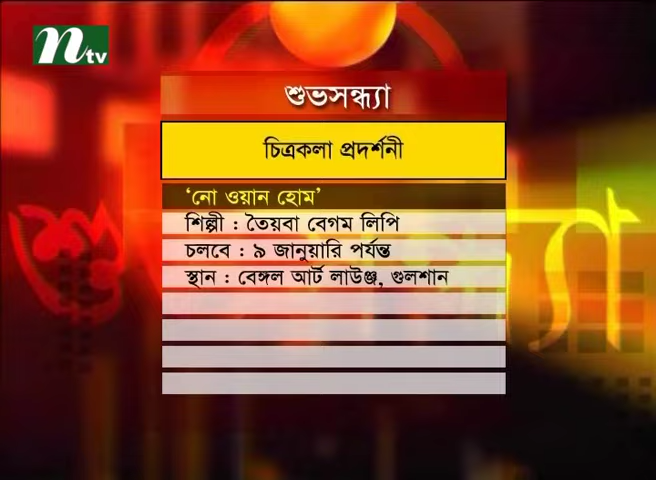 ntv
শুভসন্ধ্যা
চিত্রকলা প্রদর্শনী
‘নো ওয়ান হোম’
শিল্পী : তৈয়বা বেগম লিপি
চলবে : ৯ জানুয়ারি পর্যন্ত
স্থান : বেঙ্গল আর্ট লাউঞ্জ, গুলশান